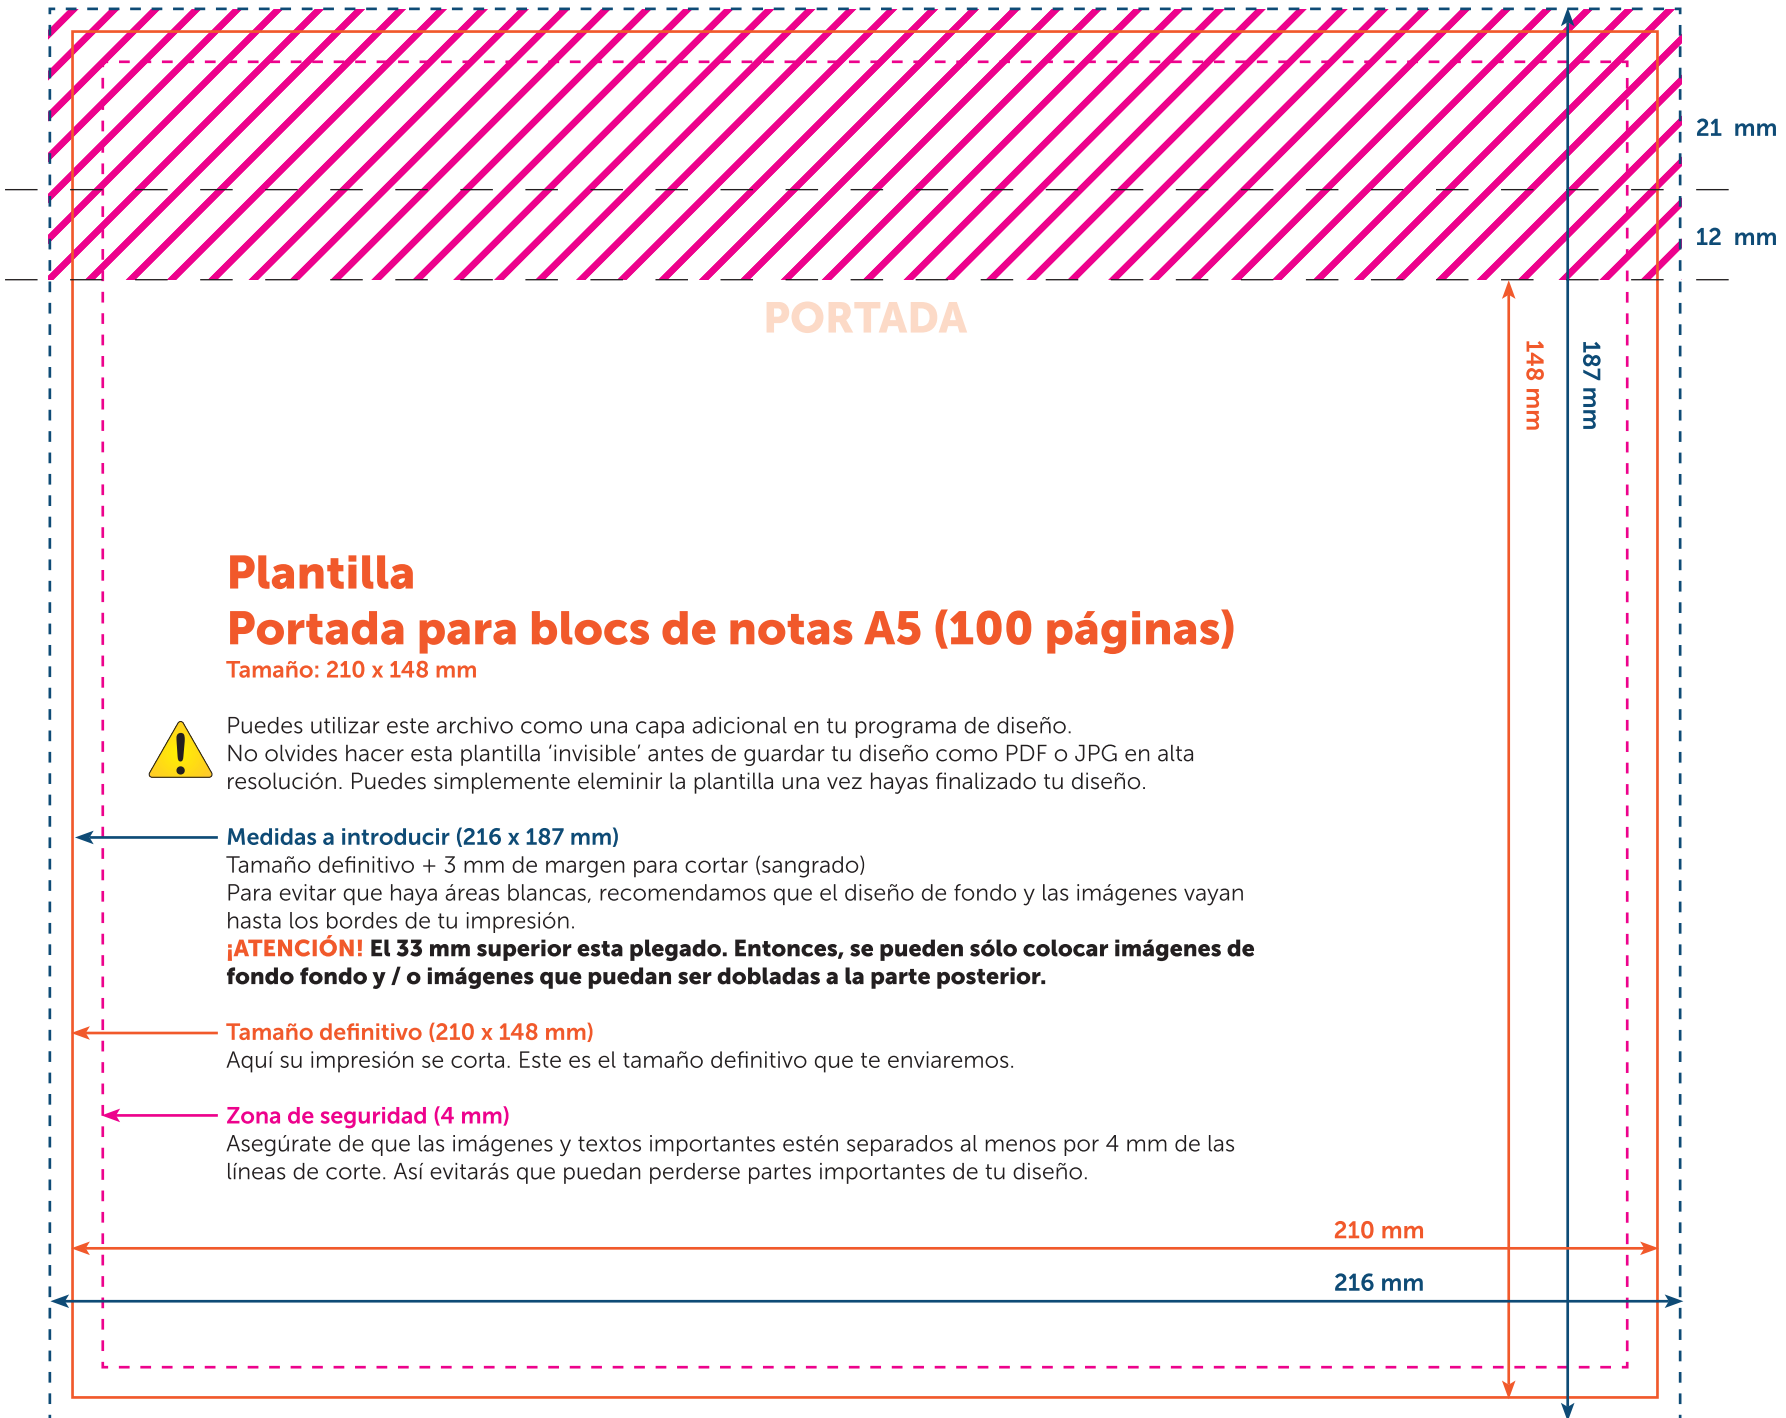 21 mm
12 mm
PORTADA
148 mm
187 mm
Plantilla
Portada para blocs de notas A5 (100 páginas)
Tamaño: 210 x 148 mm
Puedes utilizar este archivo como una capa adicional en tu programa de diseño.
No olvides hacer esta plantilla ‘invisible’ antes de guardar tu diseño como PDF o JPG en alta
resolución. Puedes simplemente eleminir la plantilla una vez hayas finalizado tu diseño.
Medidas a introducir (216 x 187 mm)
Tamaño definitivo + 3 mm de margen para cortar (sangrado)
Para evitar que haya áreas blancas, recomendamos que el diseño de fondo y las imágenes vayan
hasta los bordes de tu impresión.
¡ATENCIÓN! El 33 mm superior esta plegado. Entonces, se pueden sólo colocar imágenes de
fondo fondo y / o imágenes que puedan ser dobladas a la parte posterior.
Tamaño definitivo (210 x 148 mm)
Aquí su impresión se corta. Este es el tamaño definitivo que te enviaremos.
Zona de seguridad (4 mm)
Asegúrate de que las imágenes y textos importantes estén separados al menos por 4 mm de las
líneas de corte. Así evitarás que puedan perderse partes importantes de tu diseño.
210 mm
216 mm